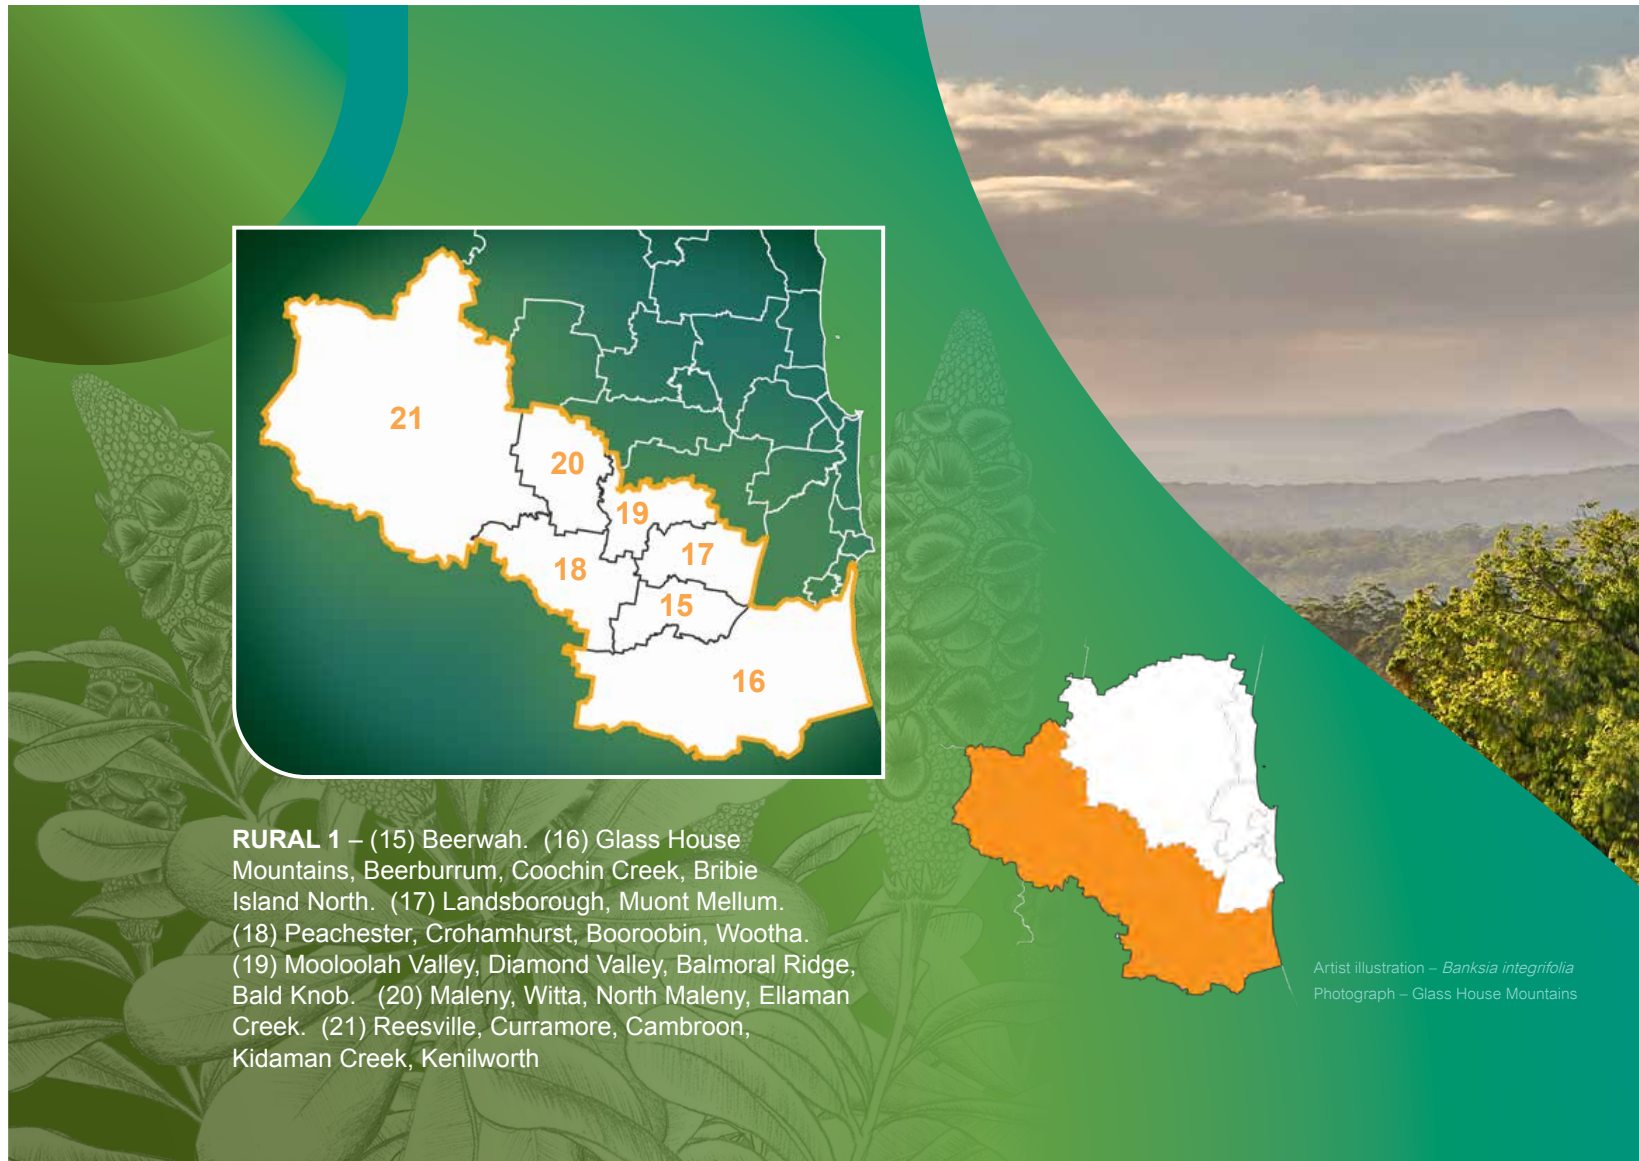 21
20
19
17
18
15
16
RURAL 1 – (15) Beerwah. (16) Glass House
Mountains, Beerburrum, Coochin Creek, Bribie
Island North. (17) Landsborough, Muont Mellum.
(18) Peachester, Crohamhurst, Booroobin, Wootha.
(19) Mooloolah Valley, Diamond Valley, Balmoral Ridge,
Bald Knob. (20) Maleny, Witta, North Maleny, Ellaman
Creek. (21) Reesville, Curramore, Cambroon,
Kidaman Creek, Kenilworth
Artist illustration – Banksia integrifolia
Photograph – Glass House Mountains